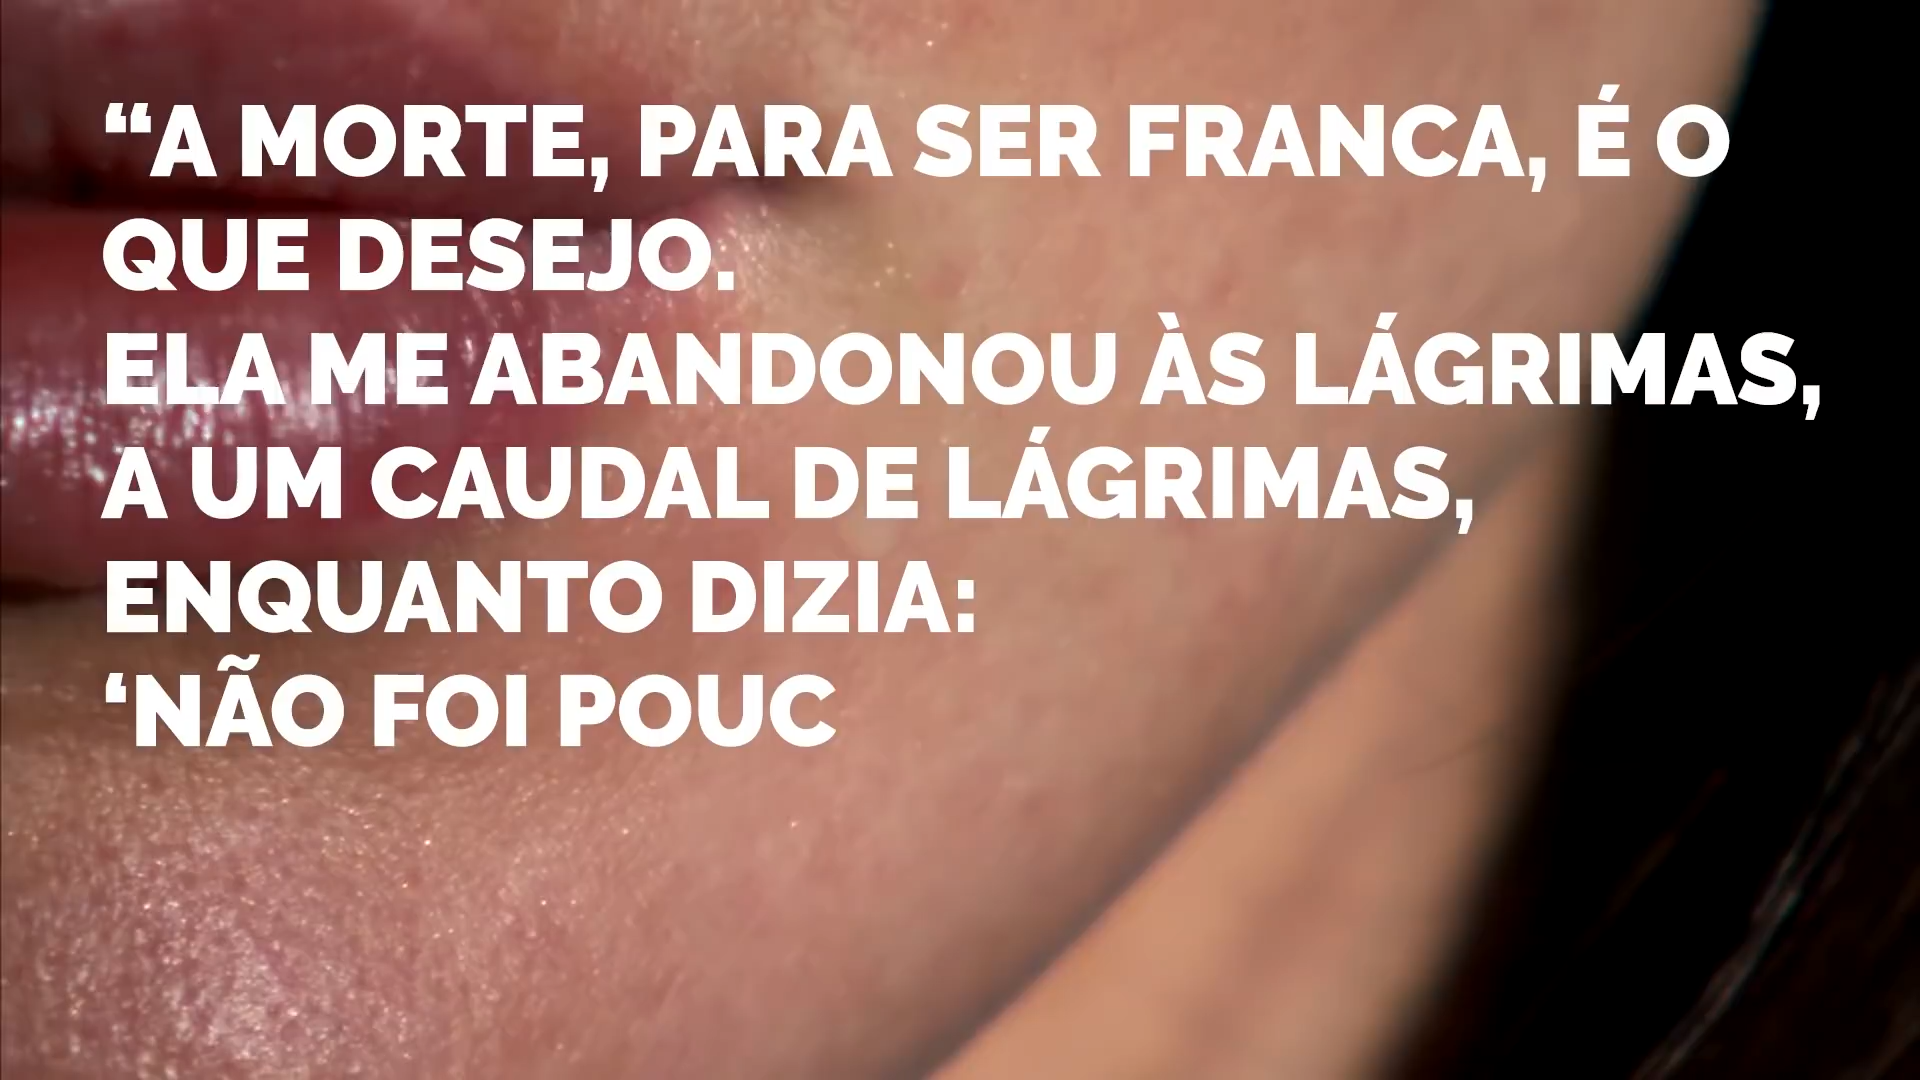 “A MORTE, PARA SER FRANCA, É O
QUE DESEJO.
ELA ME ABANDONOU ÀS LÁGRIMAS,
A UM CAUDAL DE LÁGRIMAS,
ENQUANTO DIZIA:
‘NÃO FOI POUC